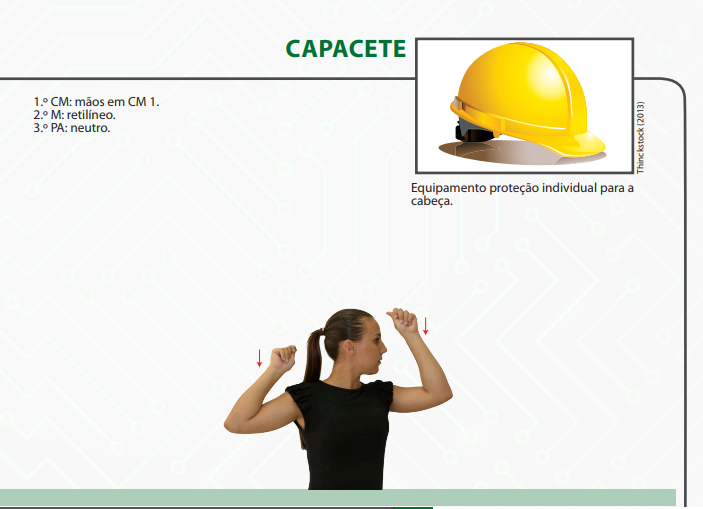 CAPACETE
1.º CM: mãos em CM 1.
2.º M: retilíneo.
3.º PA: neutro.
Thinckstock (2013)
Equipamento proteção individual para a
cabeça.